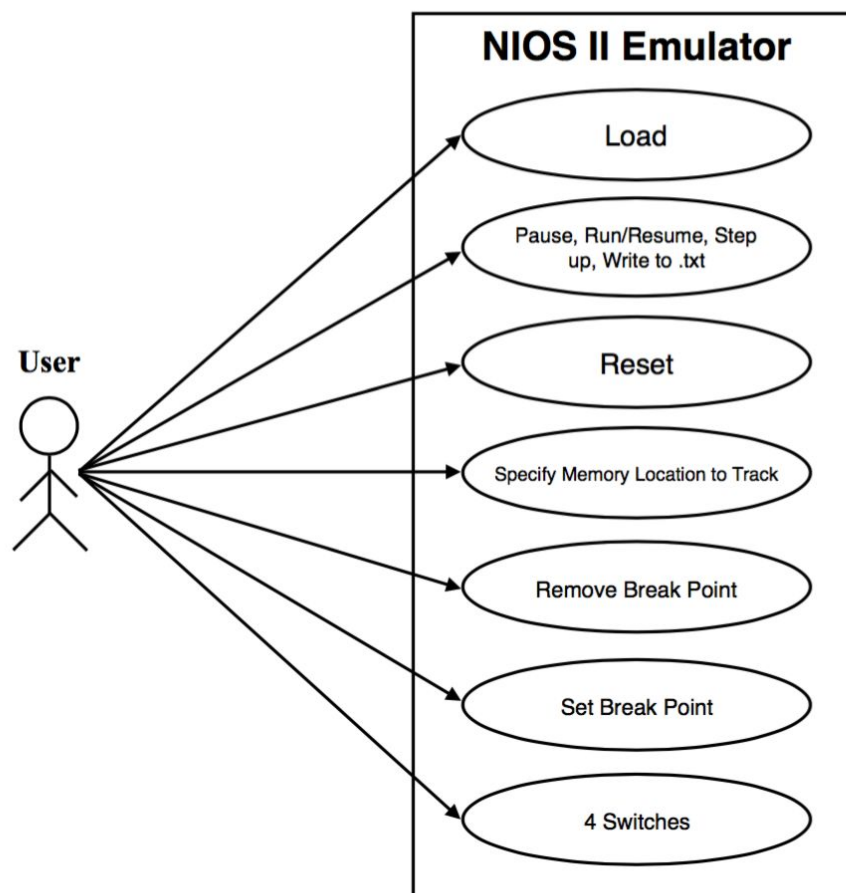 NIOS II Emulator
Load
Pause, Run/Resume, Step
up, Write to .txt
User
Reset
Specify Memory Location to Track
Remove Break Point
Set Break Point
4 Switches